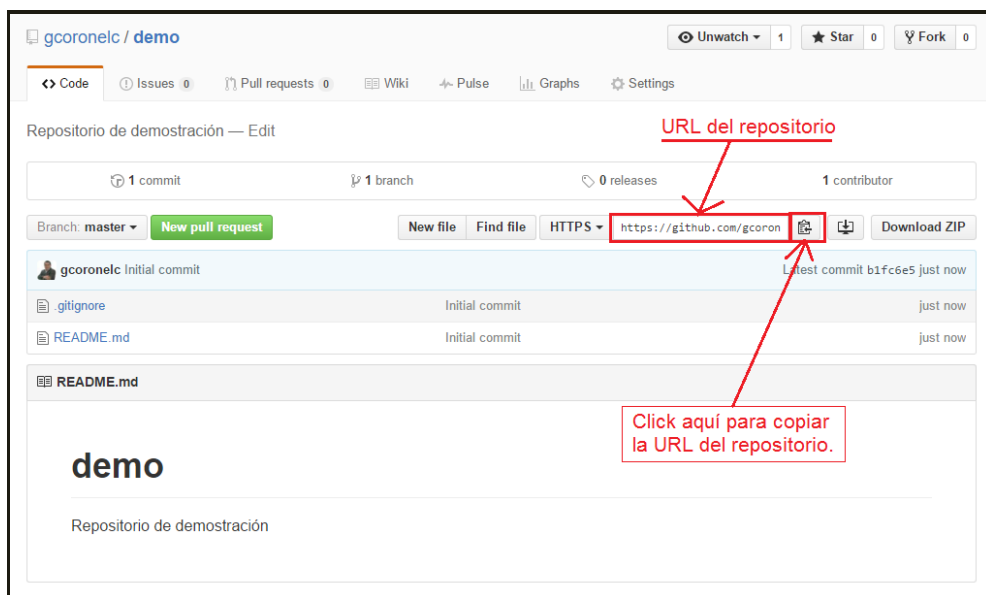 gcoronelc / demo
Unwatch 1 Star 0 Fork 0
Code Issues 0 Pull requests 0 Wiki Pulse Graphs Settings
Repositorio de demostración — Edit
URL del repositorio
1 commit 1 branch 0 releases 1 contributor
Branch: master New pull request New file Find file HTTPS https://github.com/gcoron Download ZIP
gcoronelc Initial commit Latest commit b1fc6e5 just now
.gitignore Initial commit just now
README.md Initial commit just now
README.md
Click aquí para copiar
la URL del repositorio.
demo
Repositorio de demostración